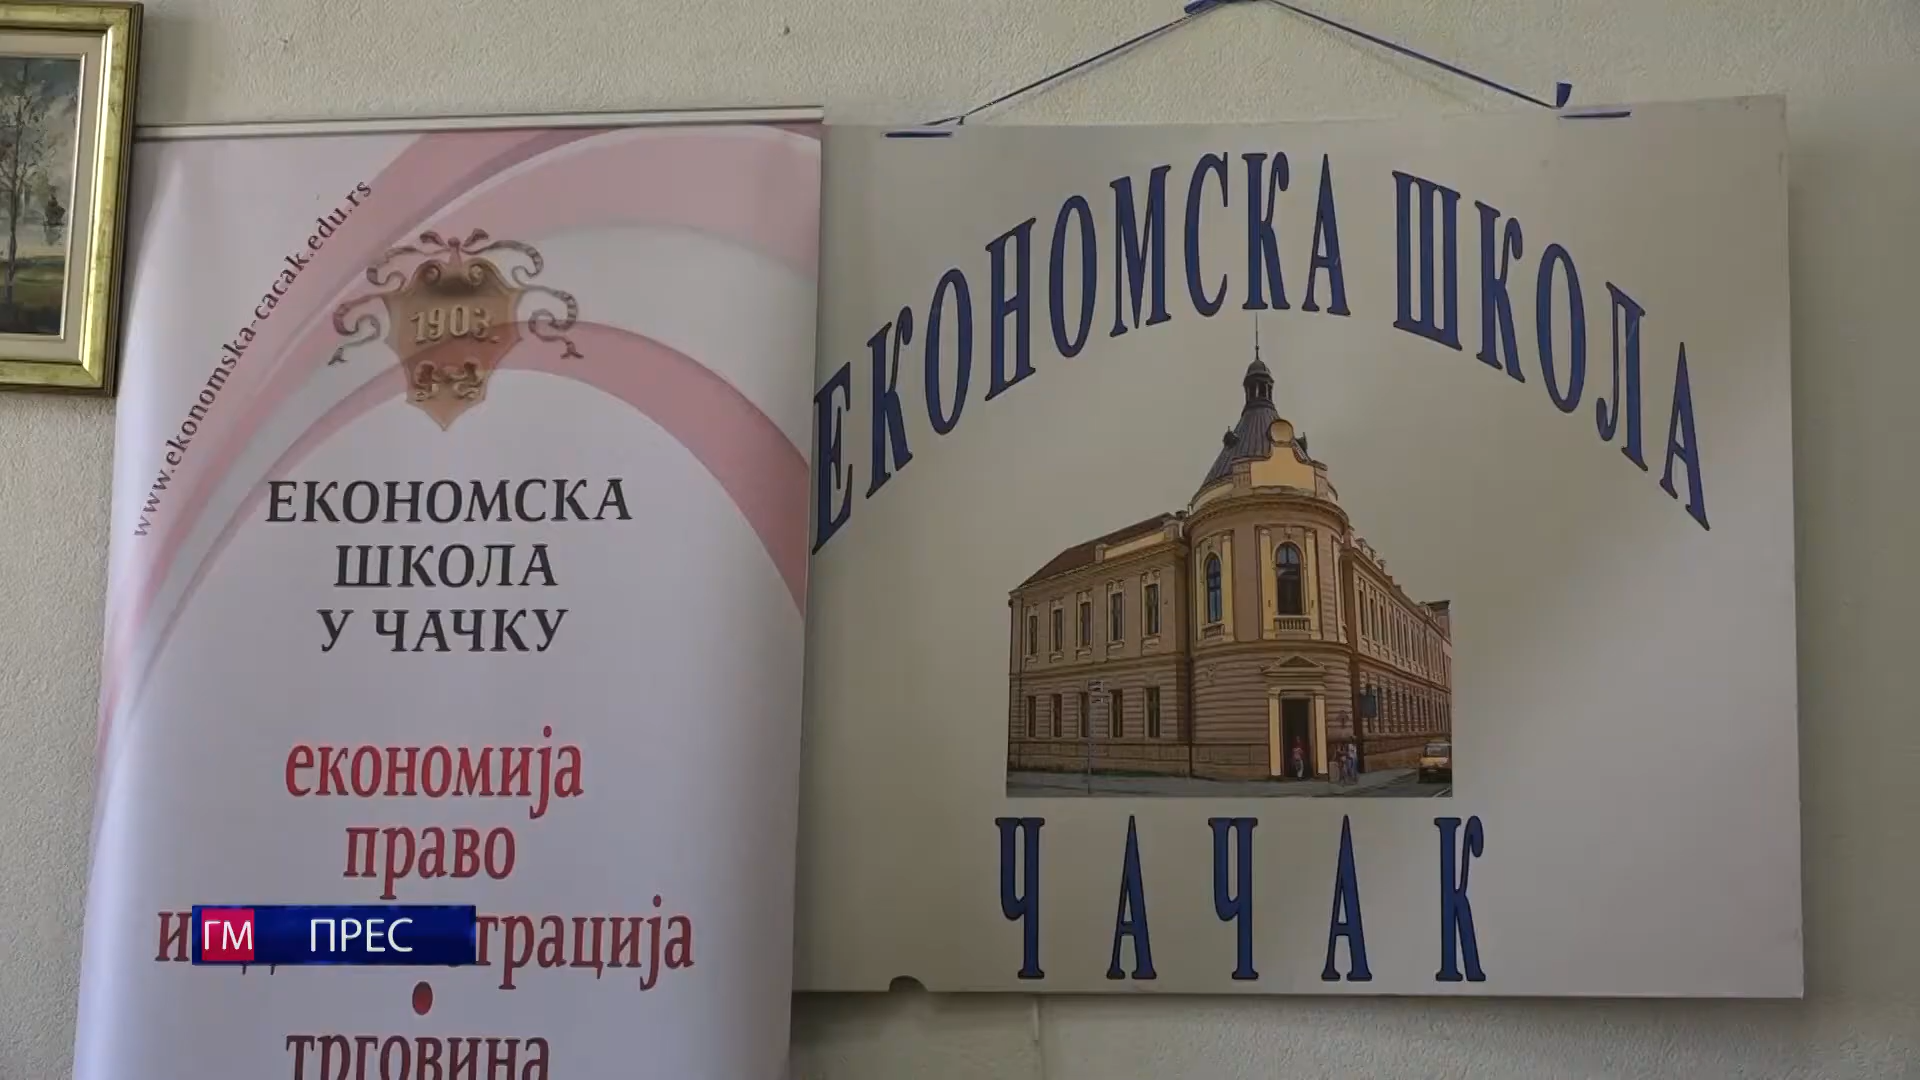 www.ekonomska-cacak.edu.rs
1903.
ЕКОНОМСКА
ШКОЛА
У ЧАЧКУ
економија
право
трговина
ЕКОНОМСКА ШКОЛА
ЧАЧАК
ГМ ПРЕС